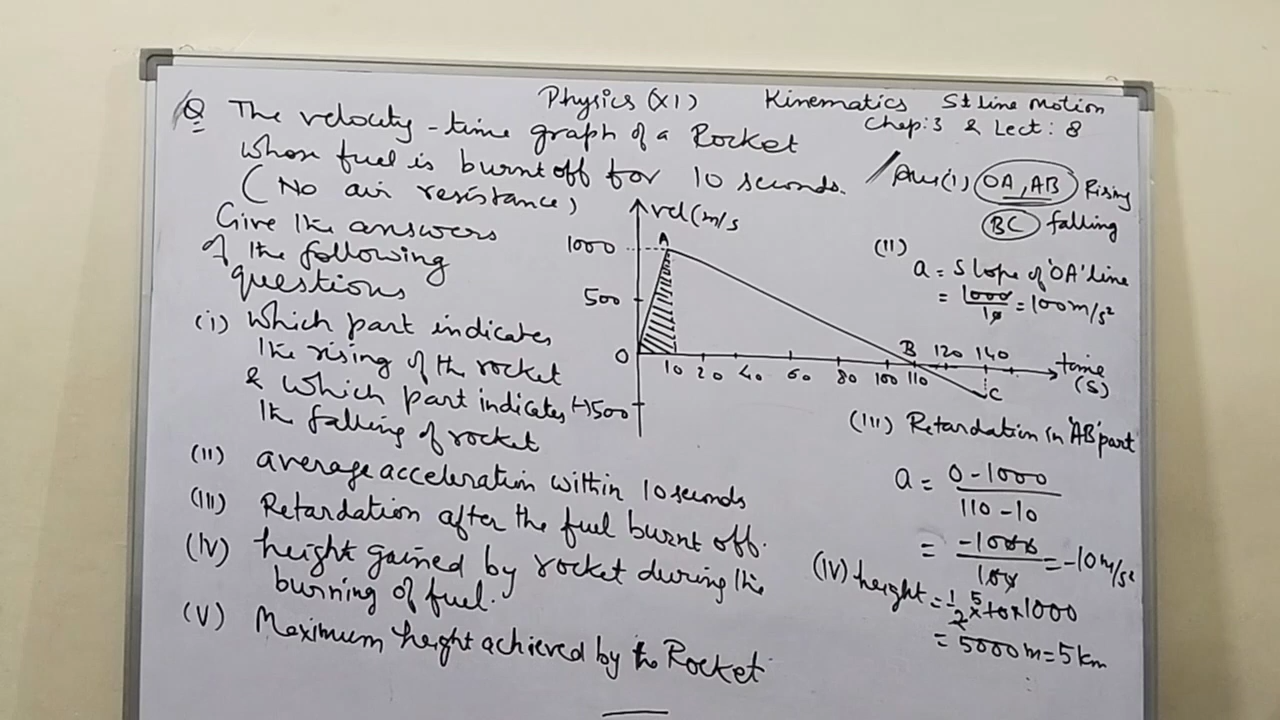 Physics (XI) Kinematics St line Motion
Chap: 3 & Lect: 8
Q The velocity-time graph of a Rocket
whose fuel is burnt off for 10 seconds.
(No air resistance)
Give the answers
of the following
questions
(i) Which part indicates
the rising of the rocket
& which part indicates
the falling of rocket
(II) average acceleration within 10 seconds
(III) Retardation after the fuel burnt off.
(IV) height gained by rocket during the
burning of fuel.
(V) Maximum height achieved by the Rocket
vel (m/s
1000
500
O
(-)500
A
B
C
10 20 40 60 80 100 110 120 140
time
(s)
Ans (i) OA, AB Rising
BC falling
(II)
a = Slope of 'OA' line
= 1000/10 = 100 m/s²
(III) Retardation in 'AB' part
a = 0 - 1000
110 - 10
= -1000/100 = -10 m/s²
(IV) height = 1/2 x 10 x 1000
5
= 5000 m = 5 km